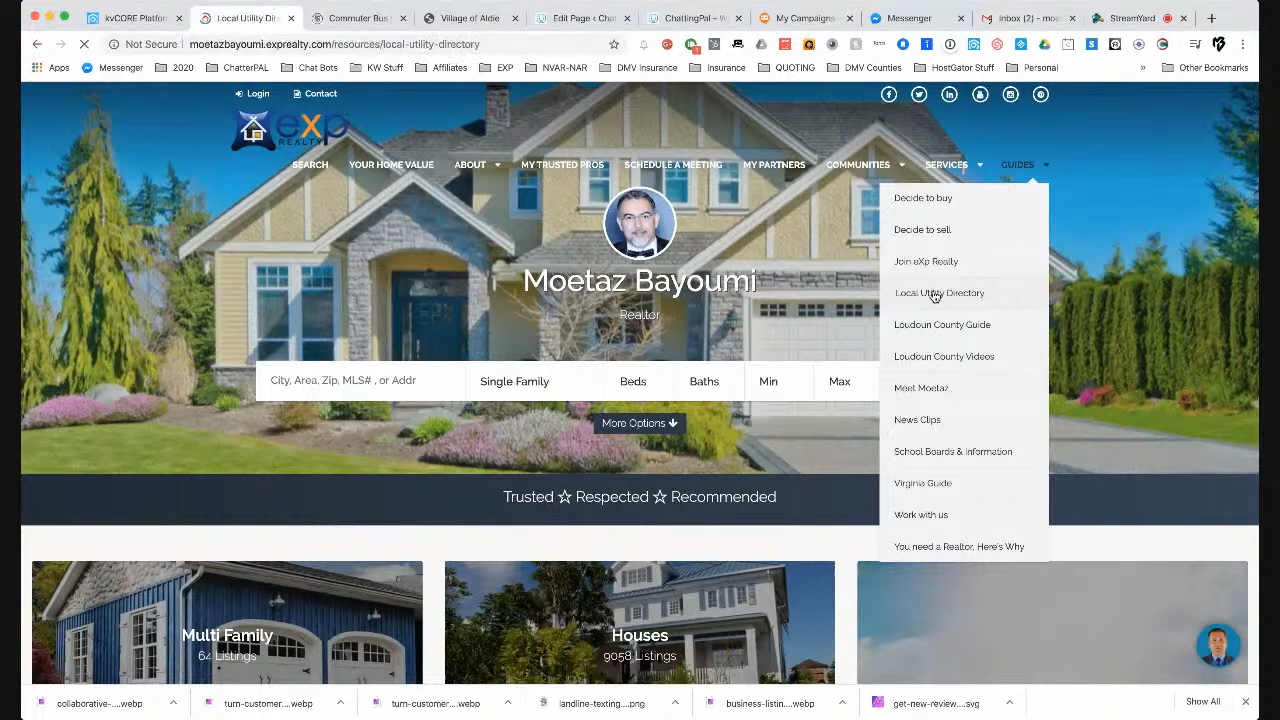 kvCORE Platform
Local Utility Dire
Commuter Bus
Village of Aldie
Edit Page ‹ Chat
ChattingPal – W
My Campaigns
Messenger
Inbox (2) - moe
StreamYard
Not Secure
moetazbayoumi.exprealty.com/resources/local-utility-directory
Apps
Messenger
2020
ChatterPAL
Chat Bots
KW Stuff
Affiliates
EXP
NVAR-NAR
DMV Insurance
Insurance
QUOTING
DMV Counties
HostGator Stuff
Personal
»
Other Bookmarks
Login
Contact
eXp
REALTY
SEARCH
YOUR HOME VALUE
ABOUT
MY TRUSTED PROS
SCHEDULE A MEETING
MY PARTNERS
COMMUNITIES
SERVICES
GUIDES
Decide to buy
Decide to sell
Join eXp Realty
Local Utility Directory
Loudoun County Guide
Loudoun County Videos
Meet Moetaz
News Clips
School Boards & Information
Virginia Guide
Work with us
You need a Realtor, Here's Why
Moetaz Bayoumi
Realtor
City, Area, Zip, MLS# , or Addr
Single Family
Beds
Baths
Min
Max
More Options
Trusted ☆ Respected ☆ Recommended
Multi Family
64 Listings
Houses
9058 Listings
collaborative-....webp
turn-customer....webp
turn-customer....webp
landline-texting....png
business-listin....webp
get-new-review....svg
Show All